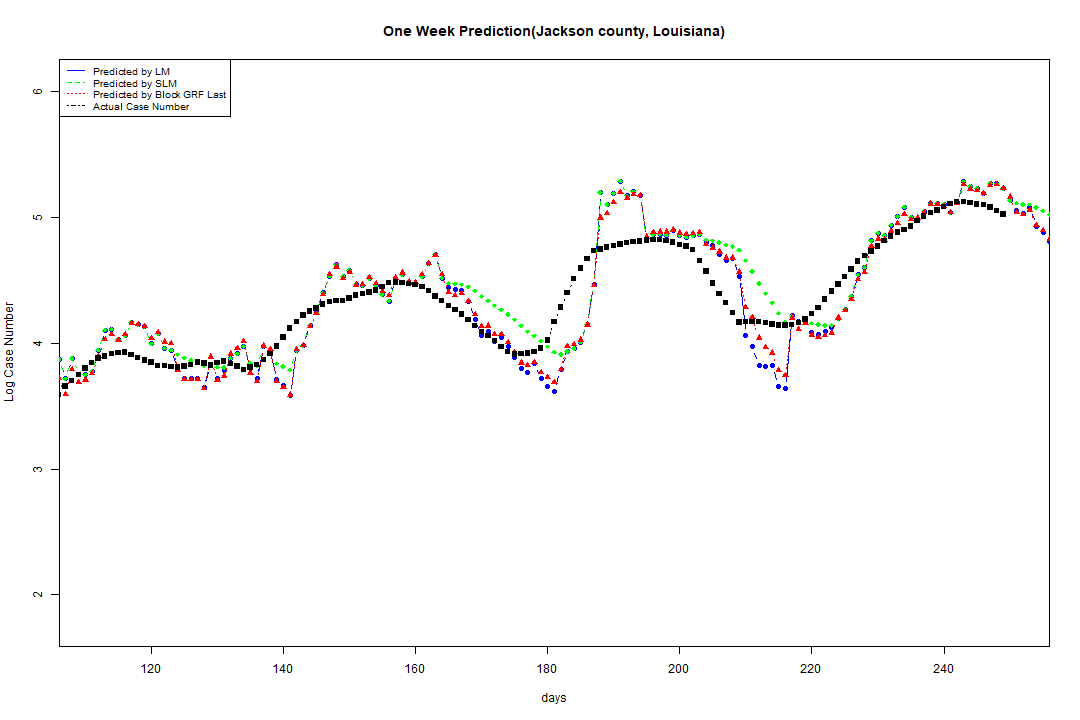 One Week Prediction(Jackson county, Louisiana)
Predicted by LM
Predicted by SLM
Predicted by Block GRF Last
Actual Case Number
6
5
4
3
2
Log Case Number
120 140 160 180 200 220 240
days